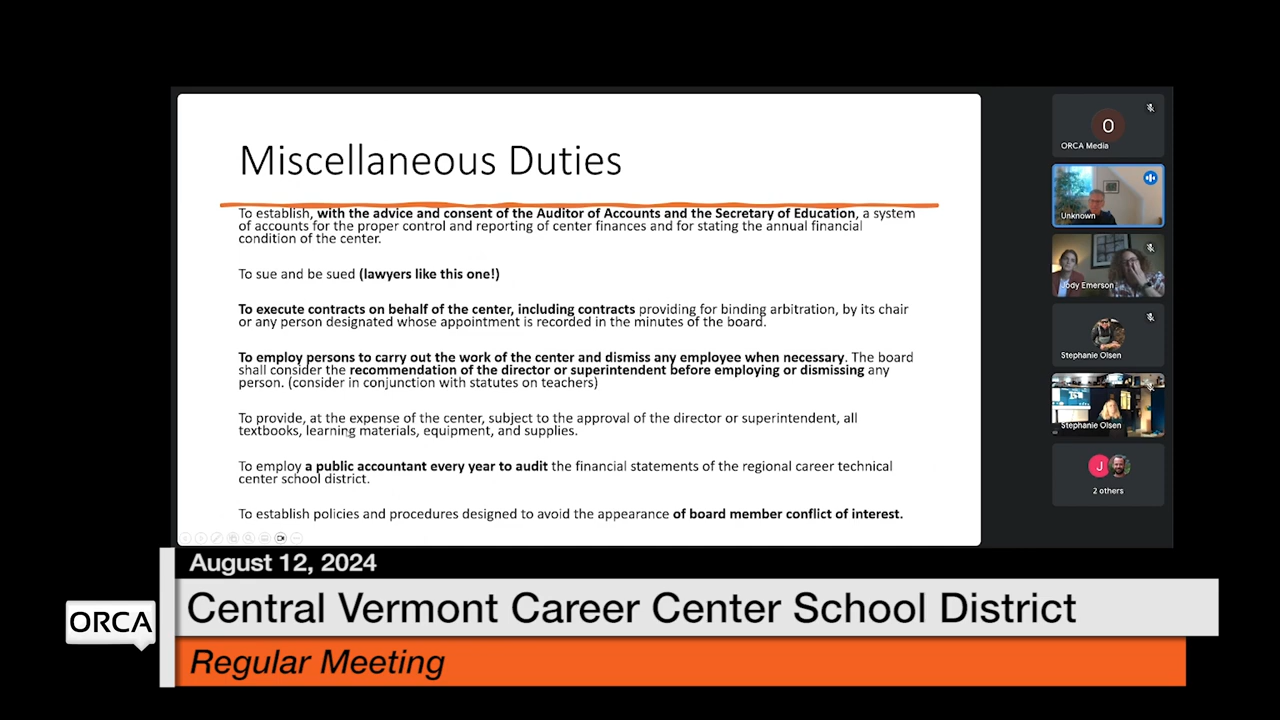 Miscellaneous Duties
To establish, with the advice and consent of the Auditor of Accounts and the Secretary of Education, a system
of accounts for the proper control and reporting of center finances and for stating the annual financial
condition of the center.
To sue and be sued (lawyers like this one!)
To execute contracts on behalf of the center, including contracts providing for binding arbitration, by its chair
or any person designated whose appointment is recorded in the minutes of the board.
To employ persons to carry out the work of the center and dismiss any employee when necessary. The board
shall consider the recommendation of the director or superintendent before employing or dismissing any
person. (consider in conjunction with statutes on teachers)
To provide, at the expense of the center, subject to the approval of the director or superintendent, all
textbooks, learning materials, equipment, and supplies.
To employ a public accountant every year to audit the financial statements of the regional career technical
center school district.
To establish policies and procedures designed to avoid the appearance of board member conflict of interest.
O
ORCA Media
Unknown
Jody Emerson
Stephanie Olsen
Stephanie Olsen
J
2 others
August 12, 2024
ORCA
Central Vermont Career Center School District
Regular Meeting